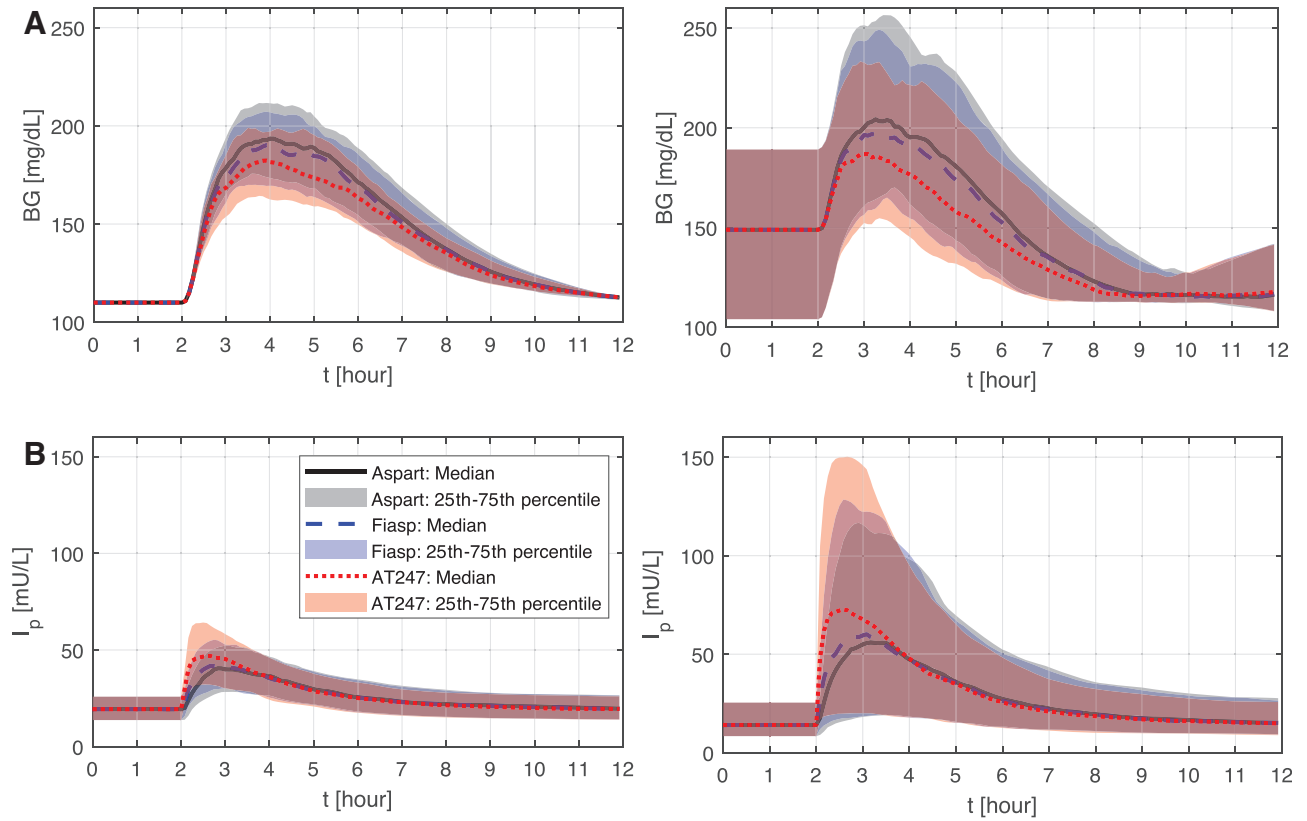 A
250
200
150
100
BG [mg/dL]
0 1 2 3 4 5 6 7 8 9 10 11 12
t [hour]
250
200
150
100
BG [mg/dL]
0 1 2 3 4 5 6 7 8 9 10 11 12
t [hour]
B
150
100
50
0
Ip [mU/L]
Aspart: Median
Aspart: 25th-75th percentile
Fiasp: Median
Fiasp: 25th-75th percentile
AT247: Median
AT247: 25th-75th percentile
0 1 2 3 4 5 6 7 8 9 10 11 12
t [hour]
150
100
50
0
Ip [mU/L]
0 1 2 3 4 5 6 7 8 9 10 11 12
t [hour]